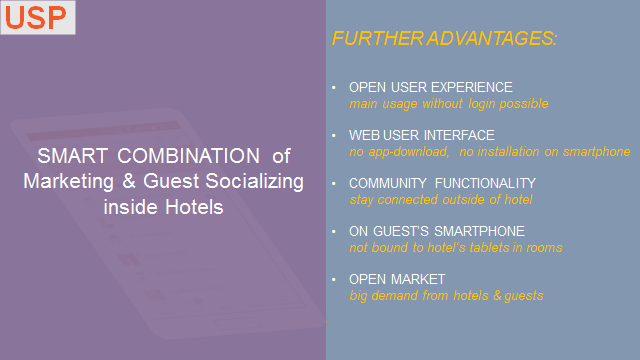 USP
SMART COMBINATION of
Marketing & Guest Socializing
inside Hotels
FURTHER ADVANTAGES:
• OPEN USER EXPERIENCE
main usage without login possible
• WEB USER INTERFACE
no app-download, no installation on smartphone
• COMMUNITY FUNCTIONALITY
stay connected outside of hotel
• ON GUEST'S SMARTPHONE
not bound to hotel's tablets in rooms
• OPEN MARKET
big demand from hotels & guests